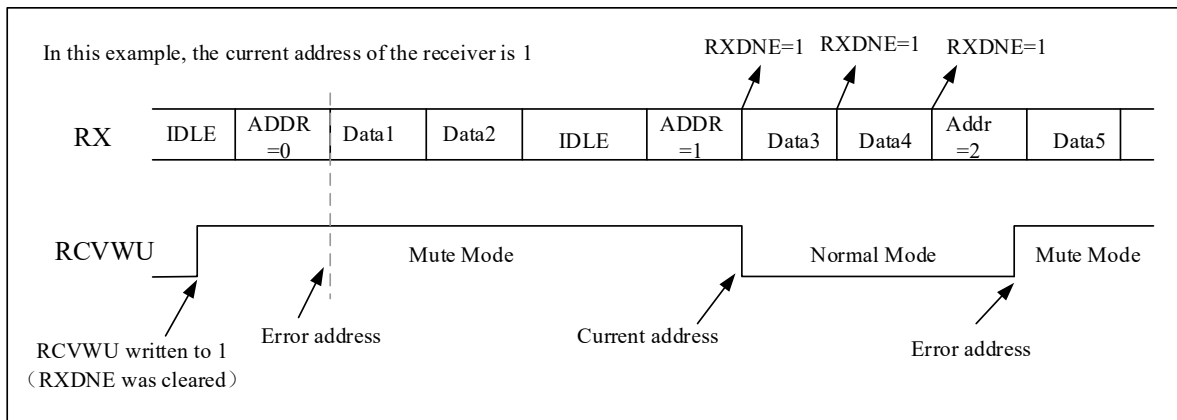 In this example, the current address of the receiver is 1
RXDNE=1
RXDNE=1
RXDNE=1
RX
IDLE
ADDR
=0
Data1
Data2
IDLE
ADDR
=1
Data3
Data4
Addr
=2
Data5
RCVWU
Mute Mode
Normal Mode
Mute Mode
Error address
Current address
Error address
RCVWU written to 1
（RXDNE was cleared）